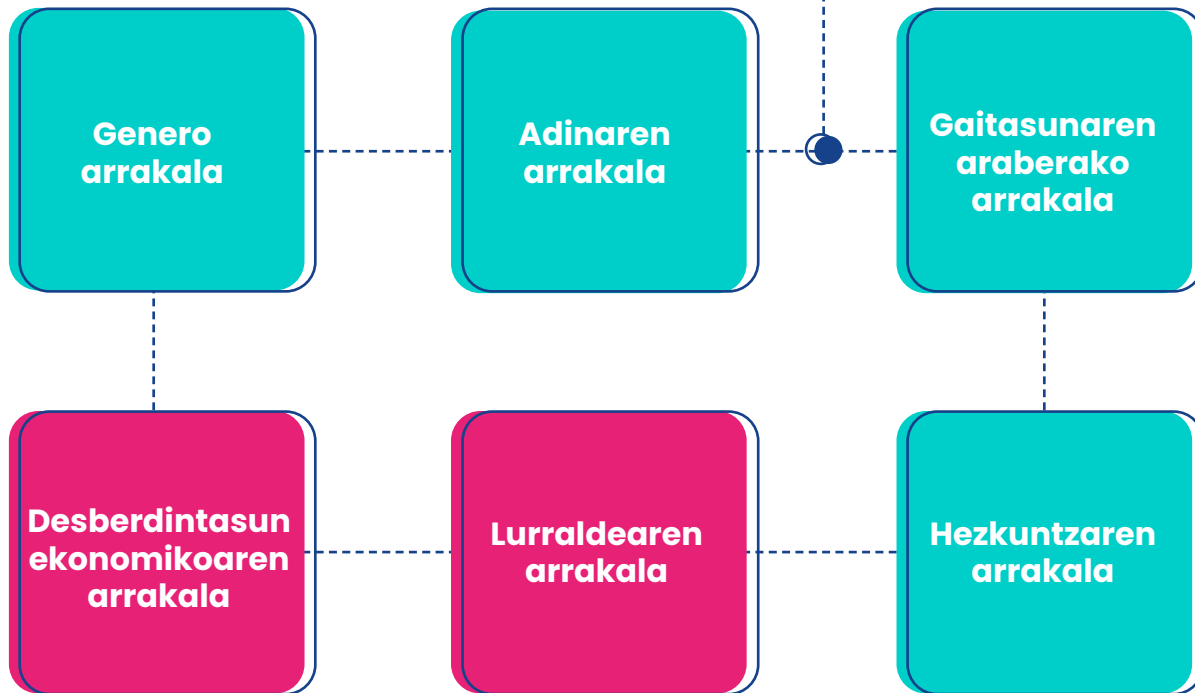 Genero
arrakala
Adinaren
arrakala
Gaitasunaren
araberako
arrakala
Desberdintasun
ekonomikoaren
arrakala
Lurraldearen
arrakala
Hezkuntzaren
arrakala